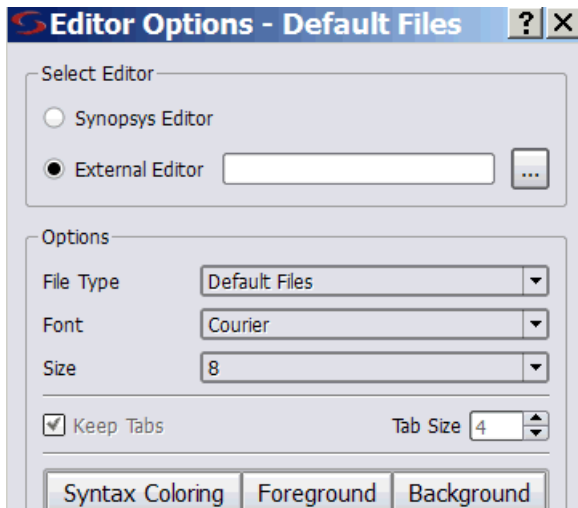 Editor Options - Default Files ? X
Select Editor
Synopsys Editor
External Editor ...
Options
File Type Default Files
Font Courier
Size 8
Keep Tabs Tab Size 4
Syntax Coloring Foreground Background